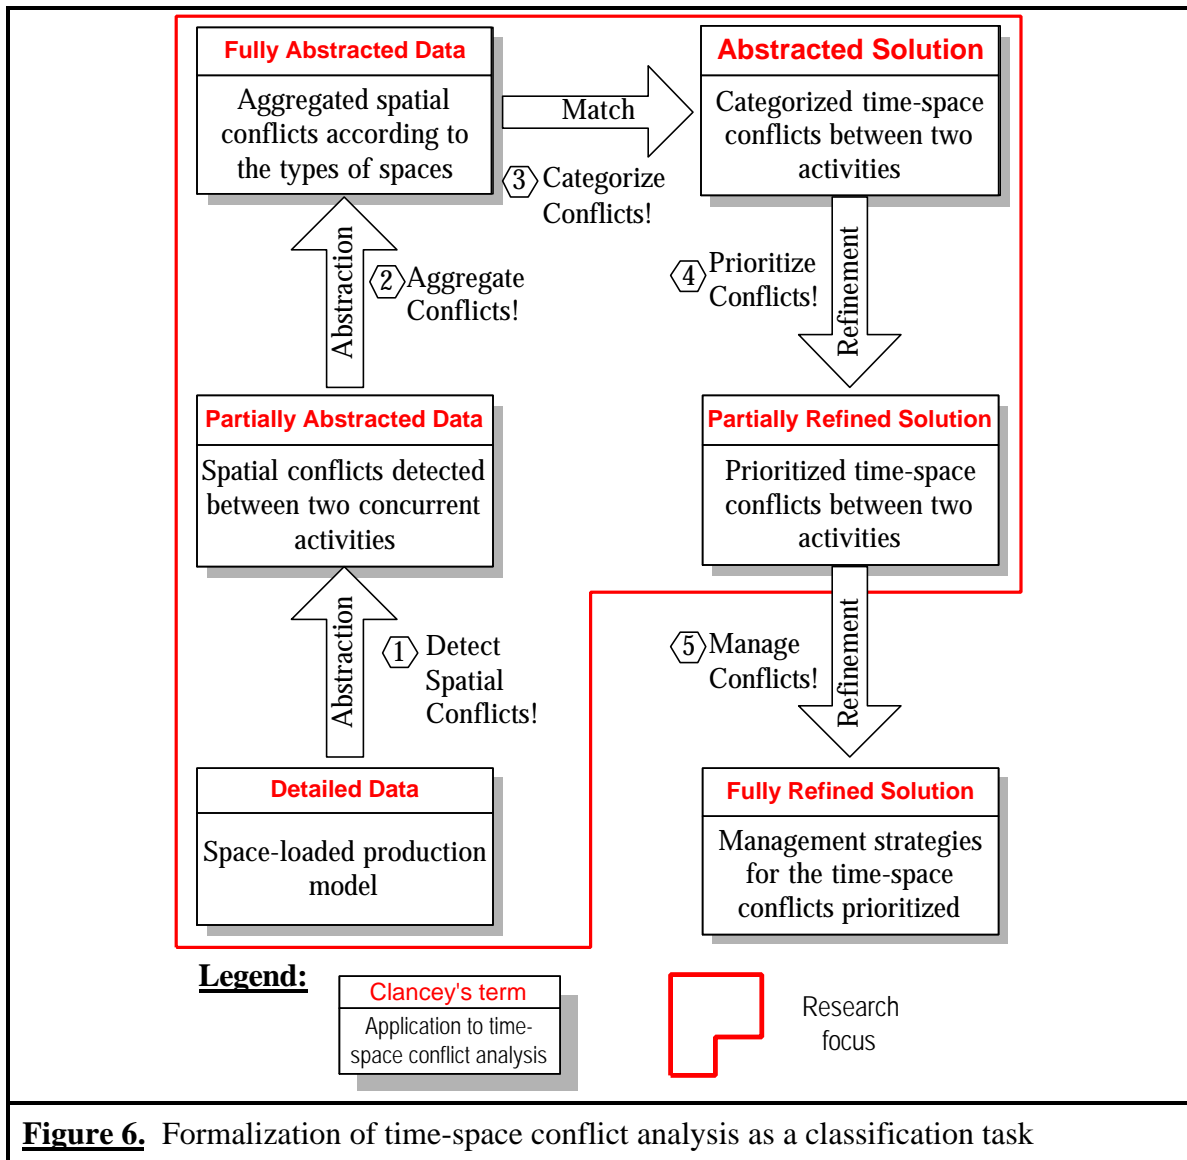 Fully Abstracted Data
Aggregated spatial
conflicts according to
the types of spaces
Match
3 Categorize
Conflicts!
Abstracted Solution
Categorized time-space
conflicts between two
activities
Abstraction
2 Aggregate
Conflicts!
4 Prioritize
Conflicts!
Refinement
Partially Abstracted Data
Spatial conflicts detected
between two concurrent
activities
Partially Refined Solution
Prioritized time-space
conflicts between two
activities
Abstraction
1 Detect
Spatial
Conflicts!
5 Manage
Conflicts!
Refinement
Detailed Data
Space-loaded production
model
Fully Refined Solution
Management strategies
for the time-space
conflicts prioritized
Legend:
Clancey's term
Application to time-
space conflict analysis
Research
focus
Figure 6. Formalization of time-space conflict analysis as a classification task